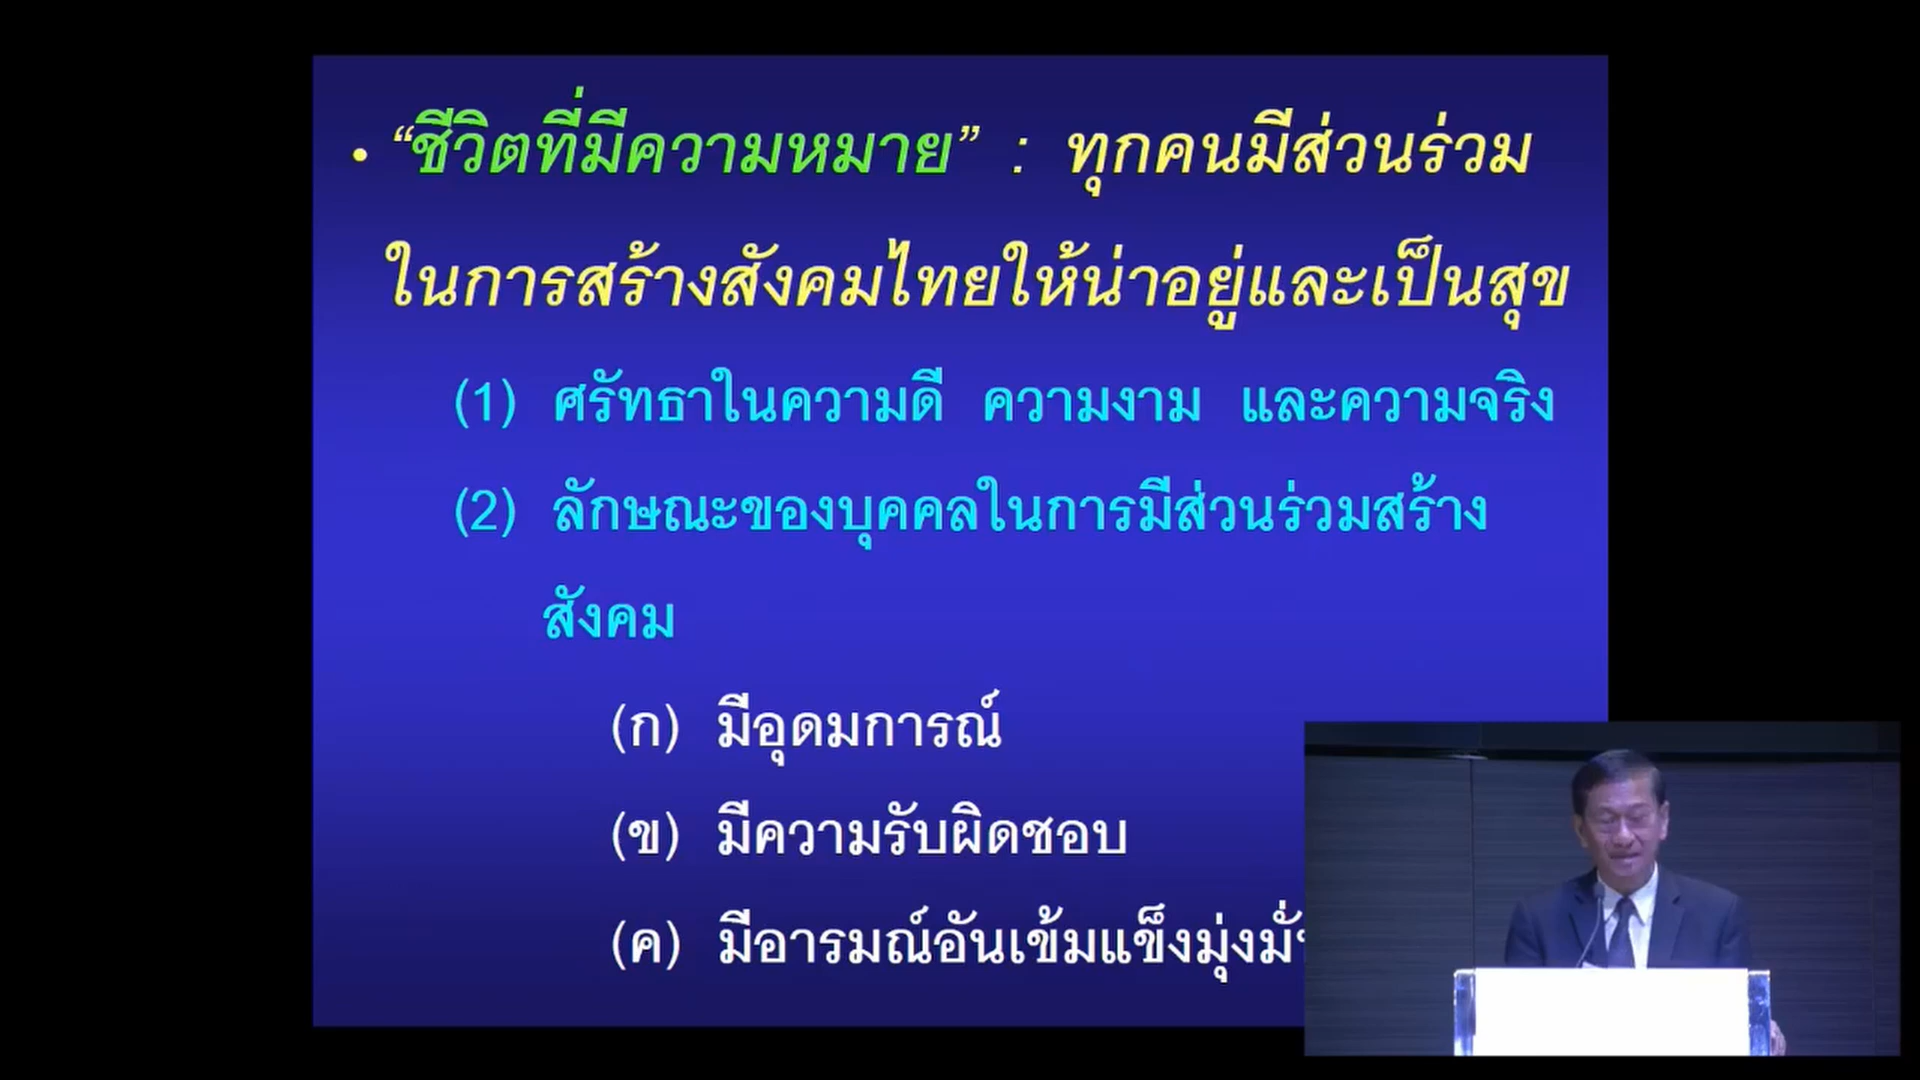 • “ชีวิตที่มีความหมาย” : ทุกคนมีส่วนร่วม
ในการสร้างสังคมไทยให้น่าอยู่และเป็นสุข
(1) ศรัทธาในความดี ความงาม และความจริง
(2) ลักษณะของบุคคลในการมีส่วนร่วมสร้าง
สังคม
(ก) มีอุดมการณ์
(ข) มีความรับผิดชอบ
(ค) มีอารมณ์อันเข้มแข็ง